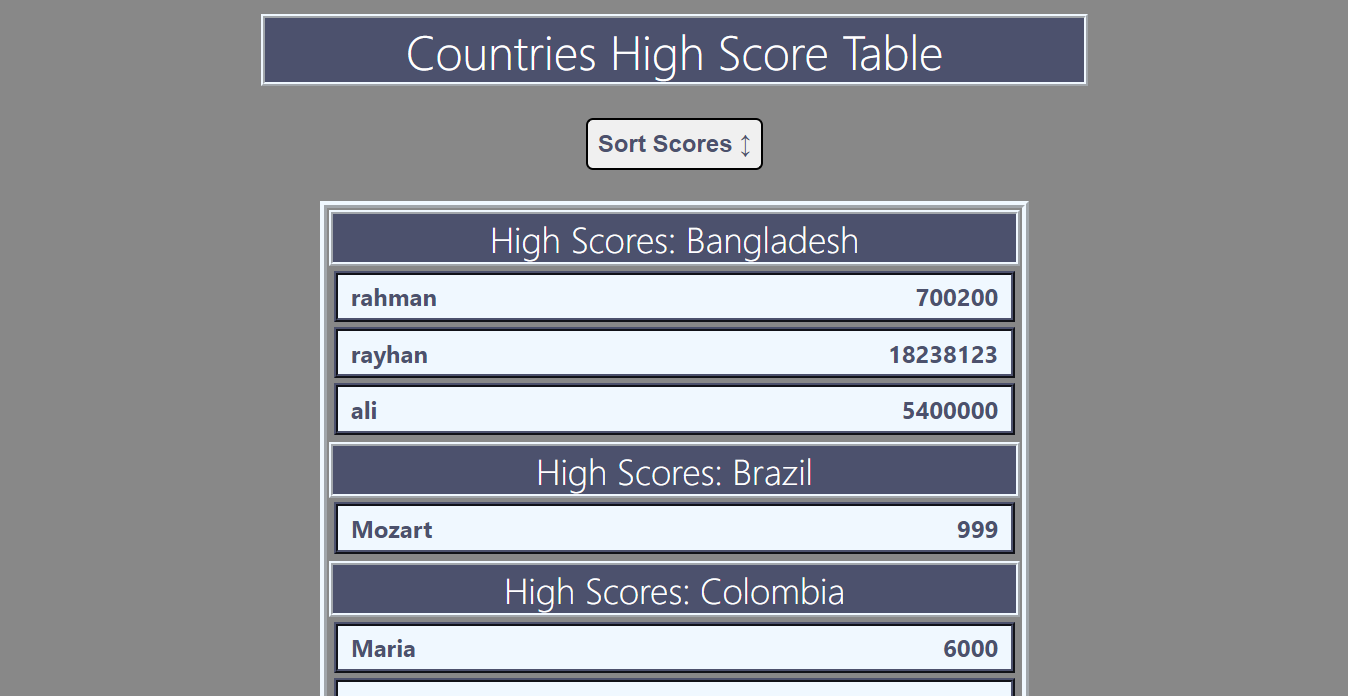 Countries High Score Table
Sort Scores ↕
High Scores: Bangladesh
rahman 700200
rayhan 18238123
ali 5400000
High Scores: Brazil
Mozart 999
High Scores: Colombia
Maria 6000